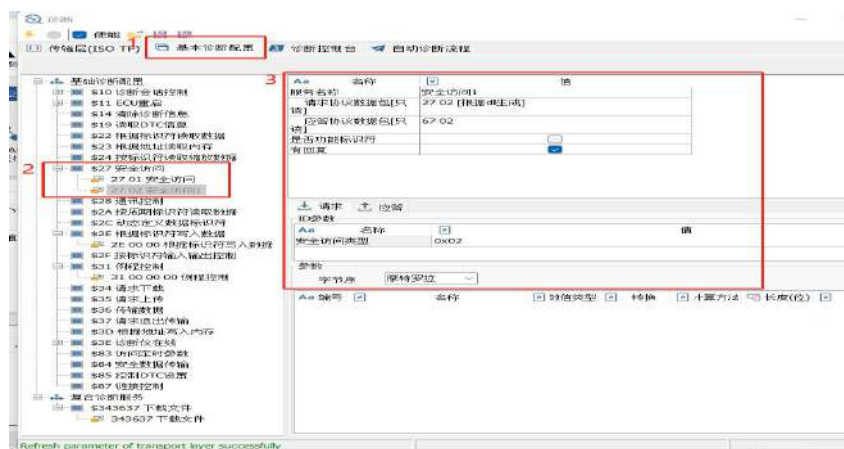 诊断
使能
1
传输层(ISO TP) 基本诊断配置 诊断控制台 自动诊断流程
基础诊断配置
$10 诊断会话控制
$11 ECU重启
$14 清除诊断信息
$19 读取DTC信息
$22 根据标识符读取数据
$23 根据地址读取内存
$24 按标识符读取缩放数据
2
$27 安全访问
27 01 安全访问
27 02 安全访问1
$28 通讯控制
$2A 按周期标识符读取数据
$2C 动态定义数据标识符
$2E 根据标识符写入数据
2E 00 00 根据标识符写入数据
$2F 按标识符输入输出控制
$31 例程控制
31 00 00 00 例程控制
$34 请求下载
$35 请求上传
$36 传输数据
$37 请求退出传输
$3D 根据地址写入内存
$3E 诊断仪在线
$83 访问定时参数
$84 安全数据传输
$85 控制DTC设置
$87 链接控制
复合诊断服务
$343637 下载文件
343637 下载文件
3
Aa 名称 值
服务名称 安全访问1
请求协议数据包[只读] 27 02 [根据id生成]
应答协议数据包[只读] 67 02
是否功能标识符
有回复
请求 应答
ID参数
Aa 名称 值
安全访问类型 0x02
参数
字节序 摩特罗拉
Aa 编号 名称 数值类型 转换 计算方法 长度(位)
Refresh parameter of transport layer successfully